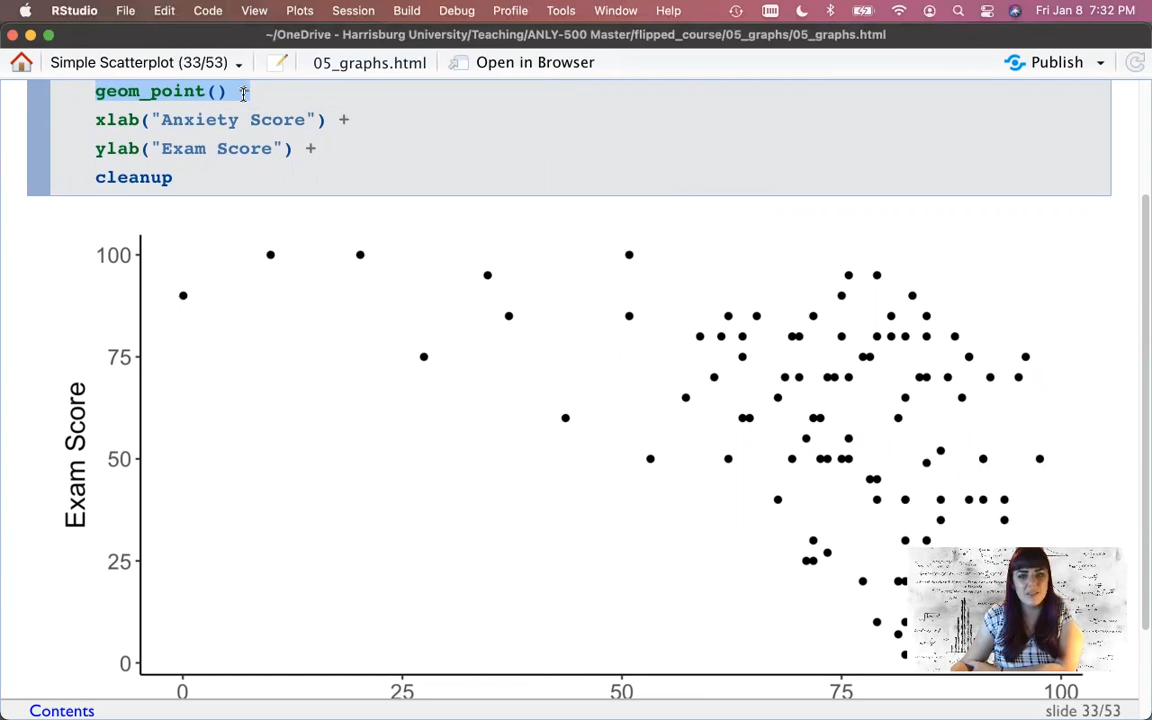 RStudio File Edit Code View Plots Session Build Debug Profile Tools Window Help Fri Jan 8 7:32 PM
~/OneDrive - Harrisburg University/Teaching/ANLY-500 Master/flipped_course/05_graphs/05_graphs.html
Simple Scatterplot (33/53) 05_graphs.html Open in Browser Publish
geom_point() +
xlab("Anxiety Score") +
ylab("Exam Score") +
cleanup
100
75
50
25
0
Exam Score
0 25 50 75 100
Contents slide 33/53